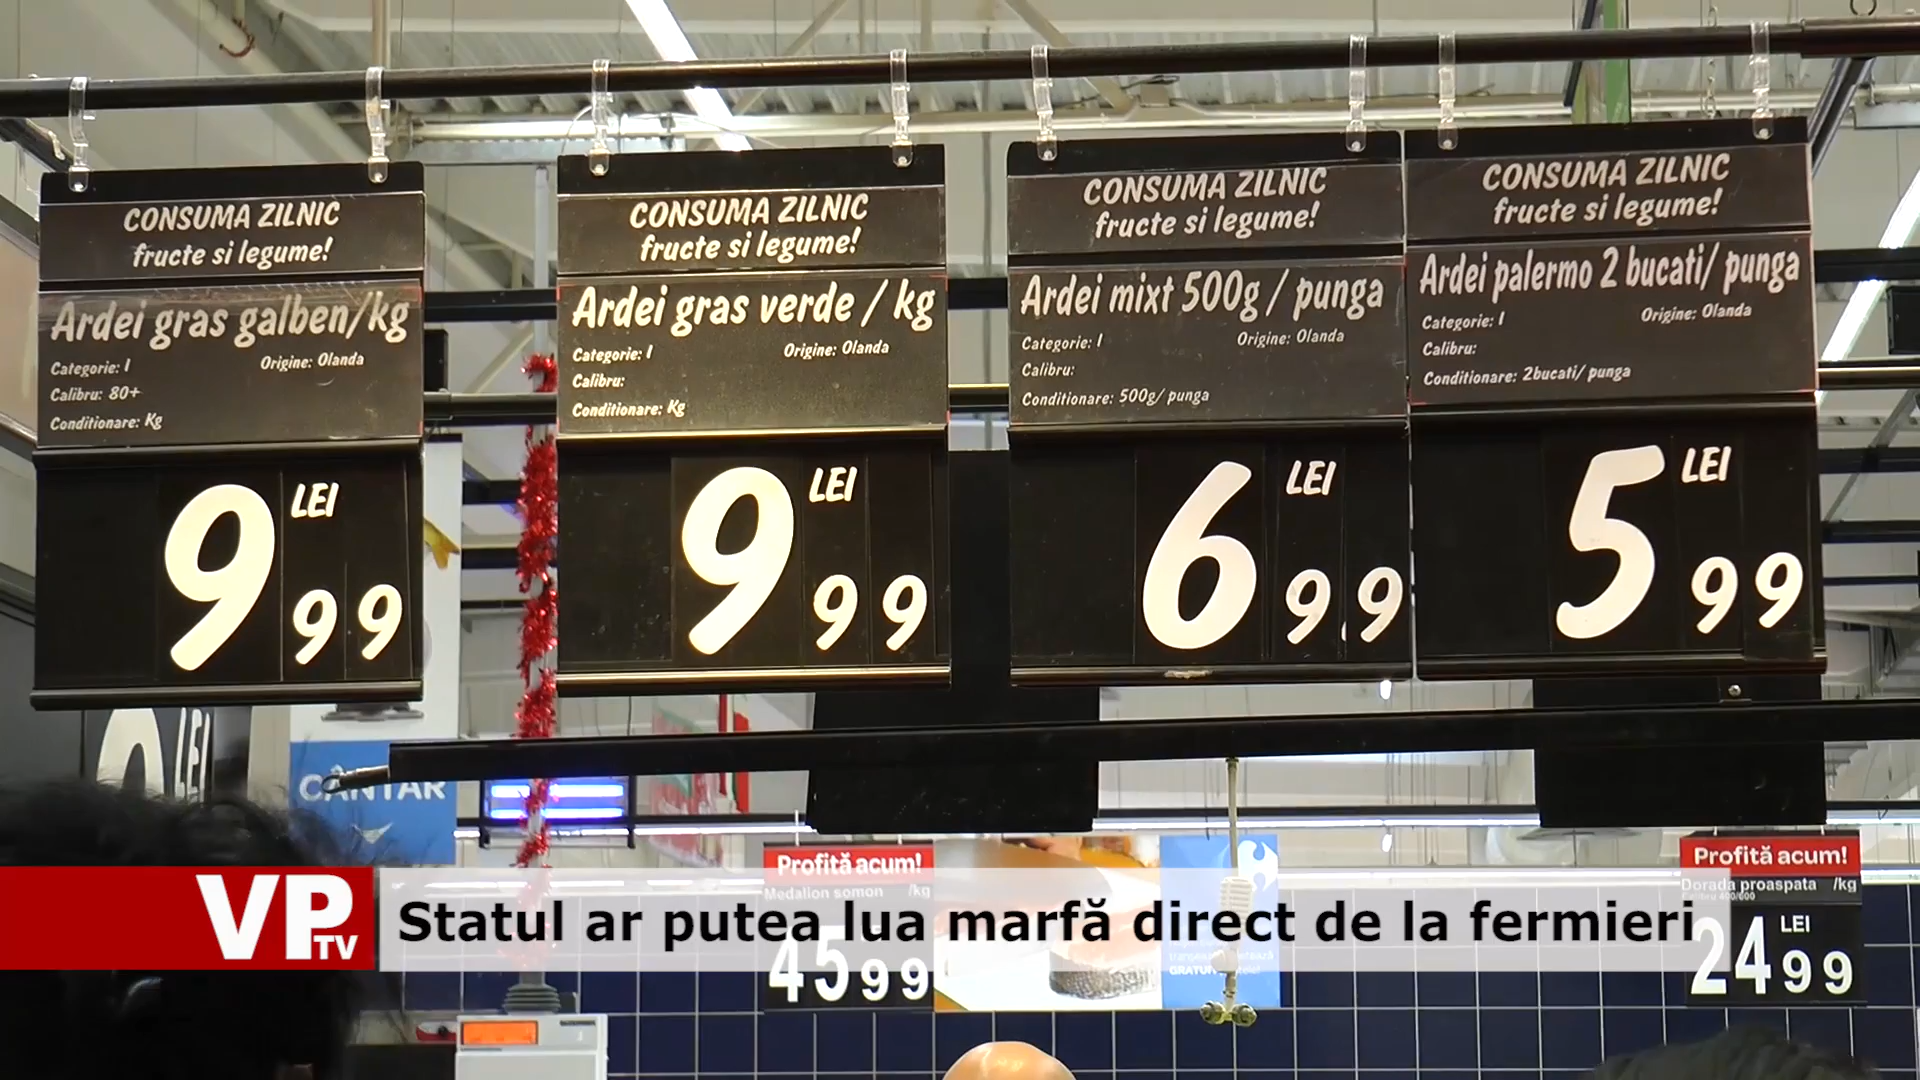 CONSUMA ZILNIC
fructe si legume!
Ardei gras galben/kg
Categorie: I Origine: Olanda
Calibru: 80+
Conditionare: Kg
9 LEI 99
CONSUMA ZILNIC
fructe si legume!
Ardei gras verde / kg
Categorie: I Origine: Olanda
Calibru:
Conditionare: Kg
9 LEI 99
CONSUMA ZILNIC
fructe si legume!
Ardei mixt 500g / punga
Categorie: I Origine: Olanda
Calibru:
Conditionare: 500g/ punga
6 LEI 99
CONSUMA ZILNIC
fructe si legume!
Ardei palermo 2 bucati/ punga
Categorie: I Origine: Olanda
Calibru:
Conditionare: 2bucati/ punga
5 LEI 99
LEI
CÂNTAR
Profită acum!
Medalion somon /kg
4599
Profită acum!
Dorada proaspata /kg
24 LEI 99
GRATUIT
VP TV
Statul ar putea lua marfă direct de la fermieri